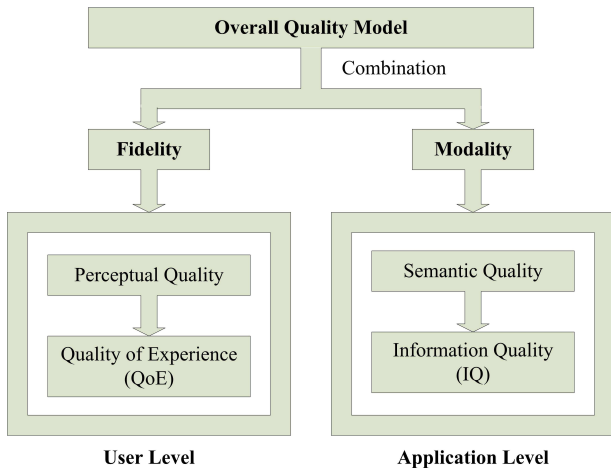 Overall Quality Model
Combination
Fidelity
Modality
Perceptual Quality
Quality of Experience
(QoE)
User Level
Semantic Quality
Information Quality
(IQ)
Application Level